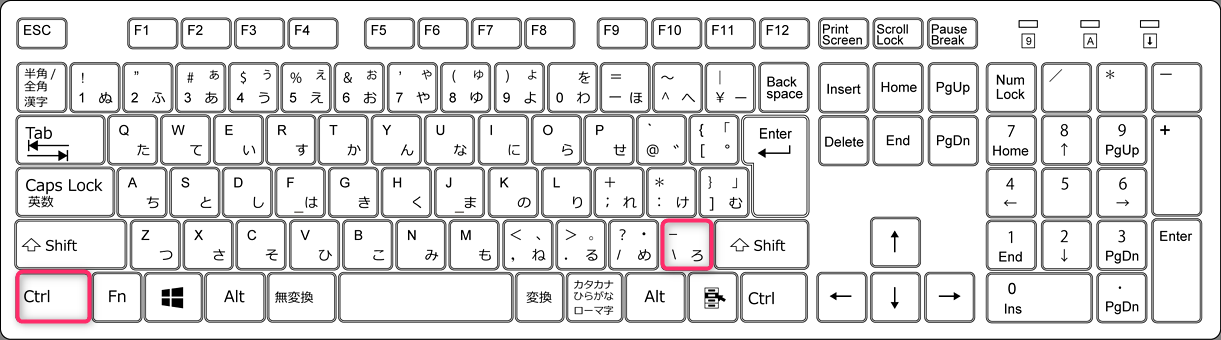 ESC F1 F2 F3 F4 F5 F6 F7 F8 F9 F10 F11 F12 Print Screen Scroll Lock Pause Break 9 A ⬇
半角/全角 漢字 ! 1 ぬ " 2 ふ # ぁ 3 あ $ ぅ 4 う % ぇ 5 え & ぉ 6 お ' ゃ 7 や ( ゅ 8 ゆ ) ょ 9 よ を 0 わ = ー ほ ～ ^ へ | ¥ ー Back space Insert Home PgUp Num Lock ／ ＊ ー
Tab Q た W て E い R す T か Y ん U な I に O ら P せ ` @ ゛ { 「 [ ° Enter Delete End PgDn 7 Home 8 ↑ 9 PgUp +
Caps Lock 英数 A ち S と D し F _は G き H く J _ま K の L り + ; れ * : け } 」 ] む 4 ← 5 6 →
⇧ Shift Z つ X さ C そ V ひ B こ N み M も < 、 , ね > 。 . る ? ・ / め _ \ ろ ⇧ Shift ↑ 1 End 2 ↓ 3 PgDn Enter
Ctrl Fn Alt 無変換 変換 カタカナ ひらがな ローマ字 Alt Ctrl ← ↓ → 0 Ins . PgDn